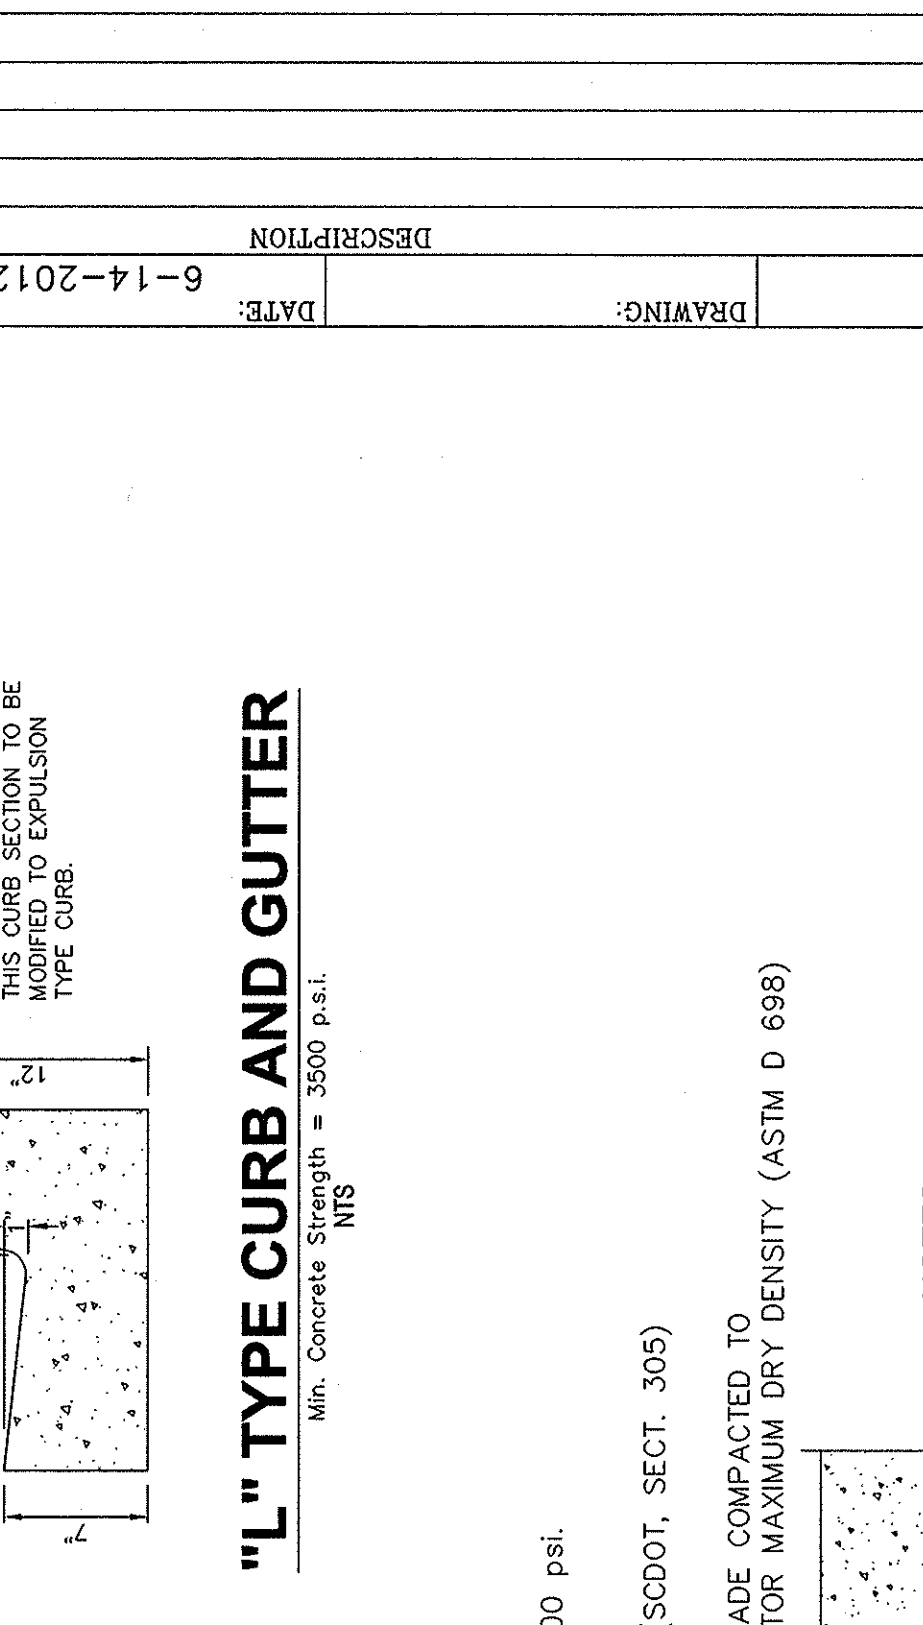 THIS CURB SECTION TO BE
MODIFIED TO EXPULSION
TYPE CURB.
12"
1"
7"
"L" TYPE CURB AND GUTTER
Min. Concrete Strength = 3500 p.s.i.
NTS
00 psi.
SCDOT, SECT. 305)
ADE COMPACTED TO
TOR MAXIMUM DRY DENSITY (ASTM D 698)
DESCRIPTION
DRAWING:
DATE:
6-14-2012